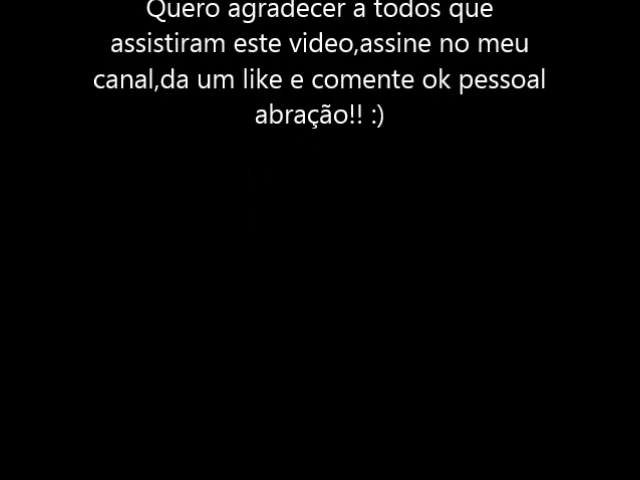 Quero agradecer a todos que
assistiram este video,assine no meu
canal,da um like e comente ok pessoal
abração!! :)